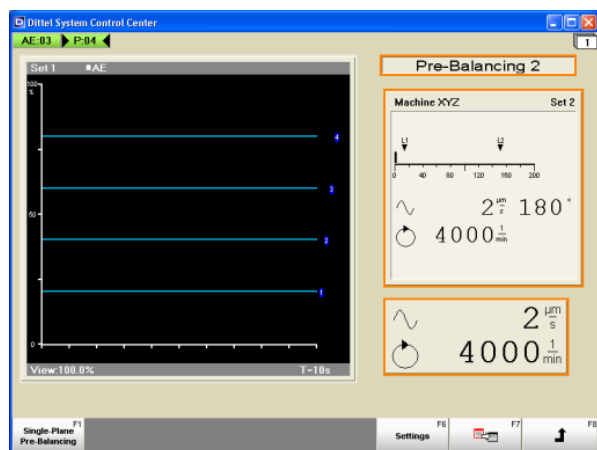 Dittel System Control Center
AE:03 P:04
1
Set 1 ■AE
100
%
50
0
4
3
2
1
View:100.0% T-10s
Pre-Balancing 2
Machine XYZ Set 2
L1 L2
0 40 80 120 160 200
2 µm/s 180°
4000 1/min
2 µm/s
4000 1/min
F1
Single-Plane
Pre-Balancing
F6
Settings
F7
F8